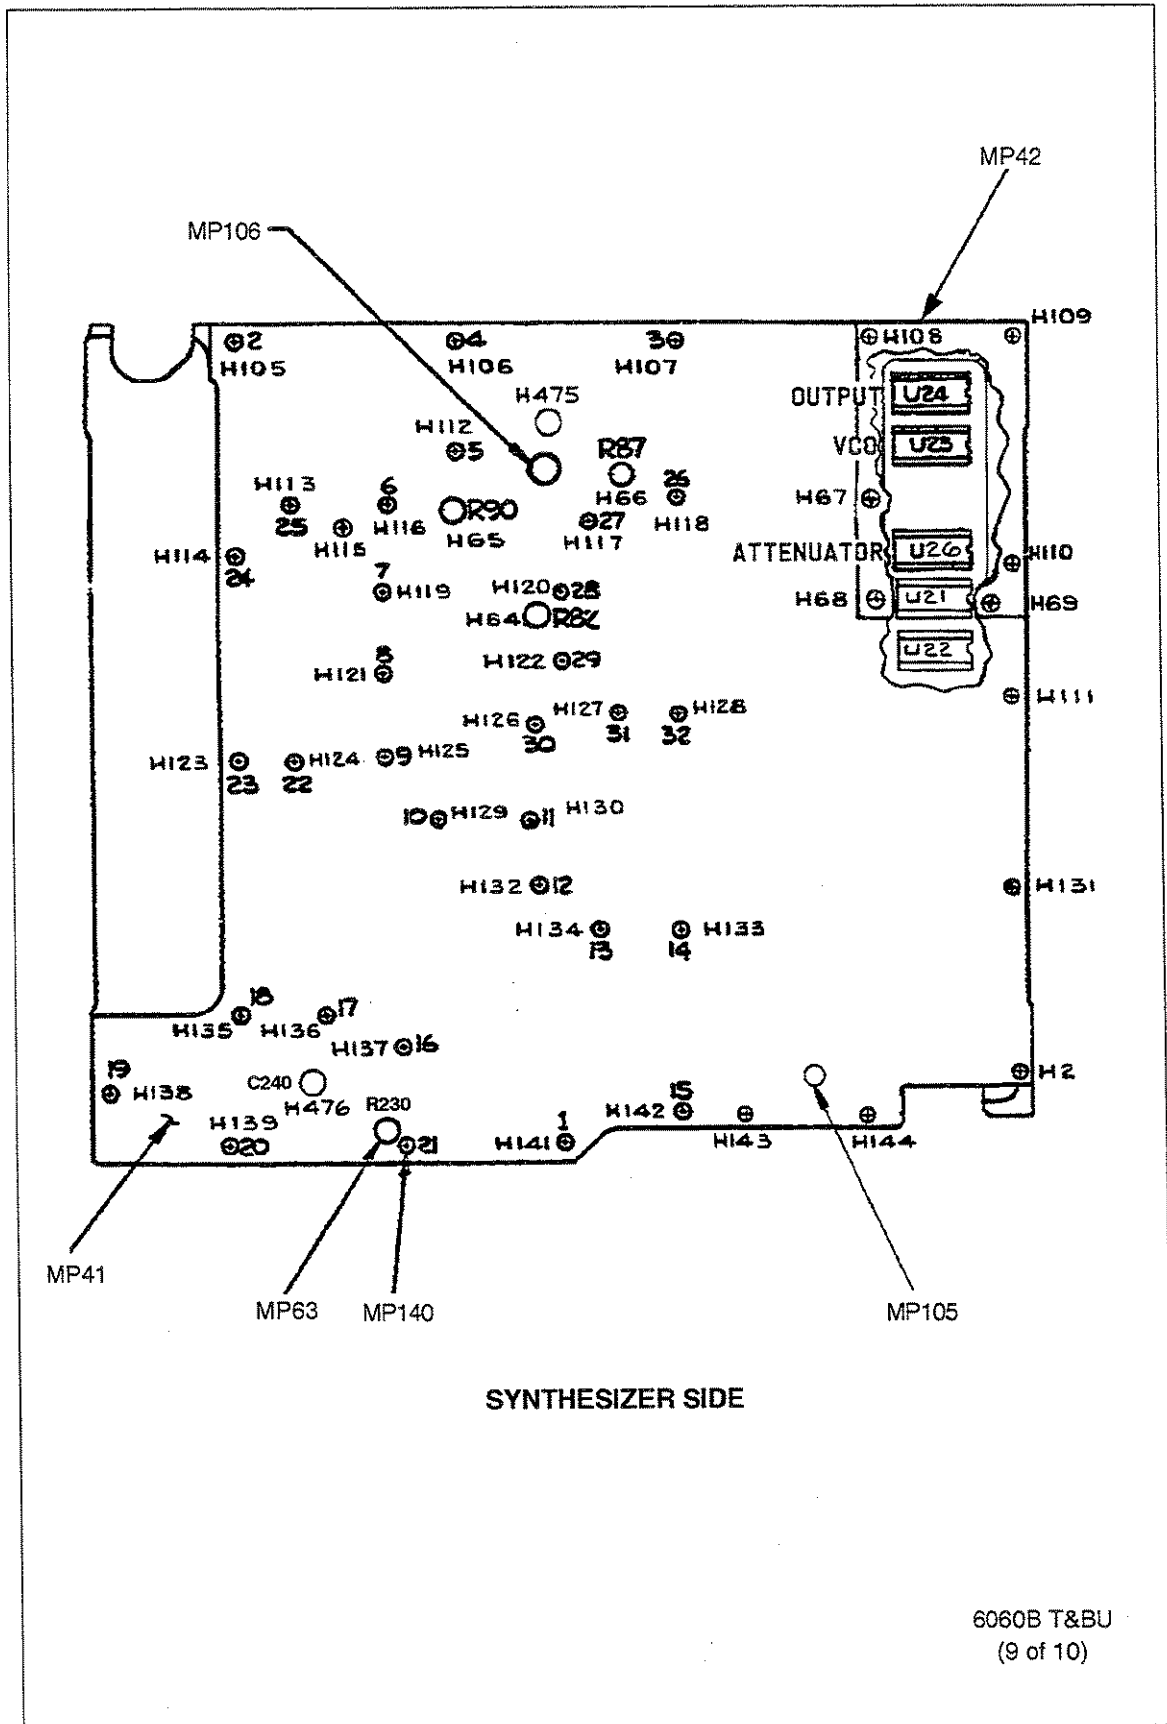 MP42
MP106
H109
2
4
3
H108
H105
H106
H107
H475
OUTPUT
U24
H112
5
R87
VCO
U23
H113
6
26
H66
H67
25
H116
R90
27
H118
H115
H65
H117
H114
24
ATTENUATOR
U26
H110
7
H119
H120
28
H68
U21
H69
H64
R82
8
H122
29
U22
H121
H111
H126
H127
H128
30
31
32
H123
H124
9
H125
23
22
10
H129
11
H130
H132
12
H131
H134
H133
13
14
18
17
H135
H136
H137
16
19
H138
C240
H2
H476
R230
15
H142
H139
1
H143
H144
20
21
H141
MP41
MP63
MP140
MP105
SYNTHESIZER SIDE
6060B T&BU
(9 of 10)